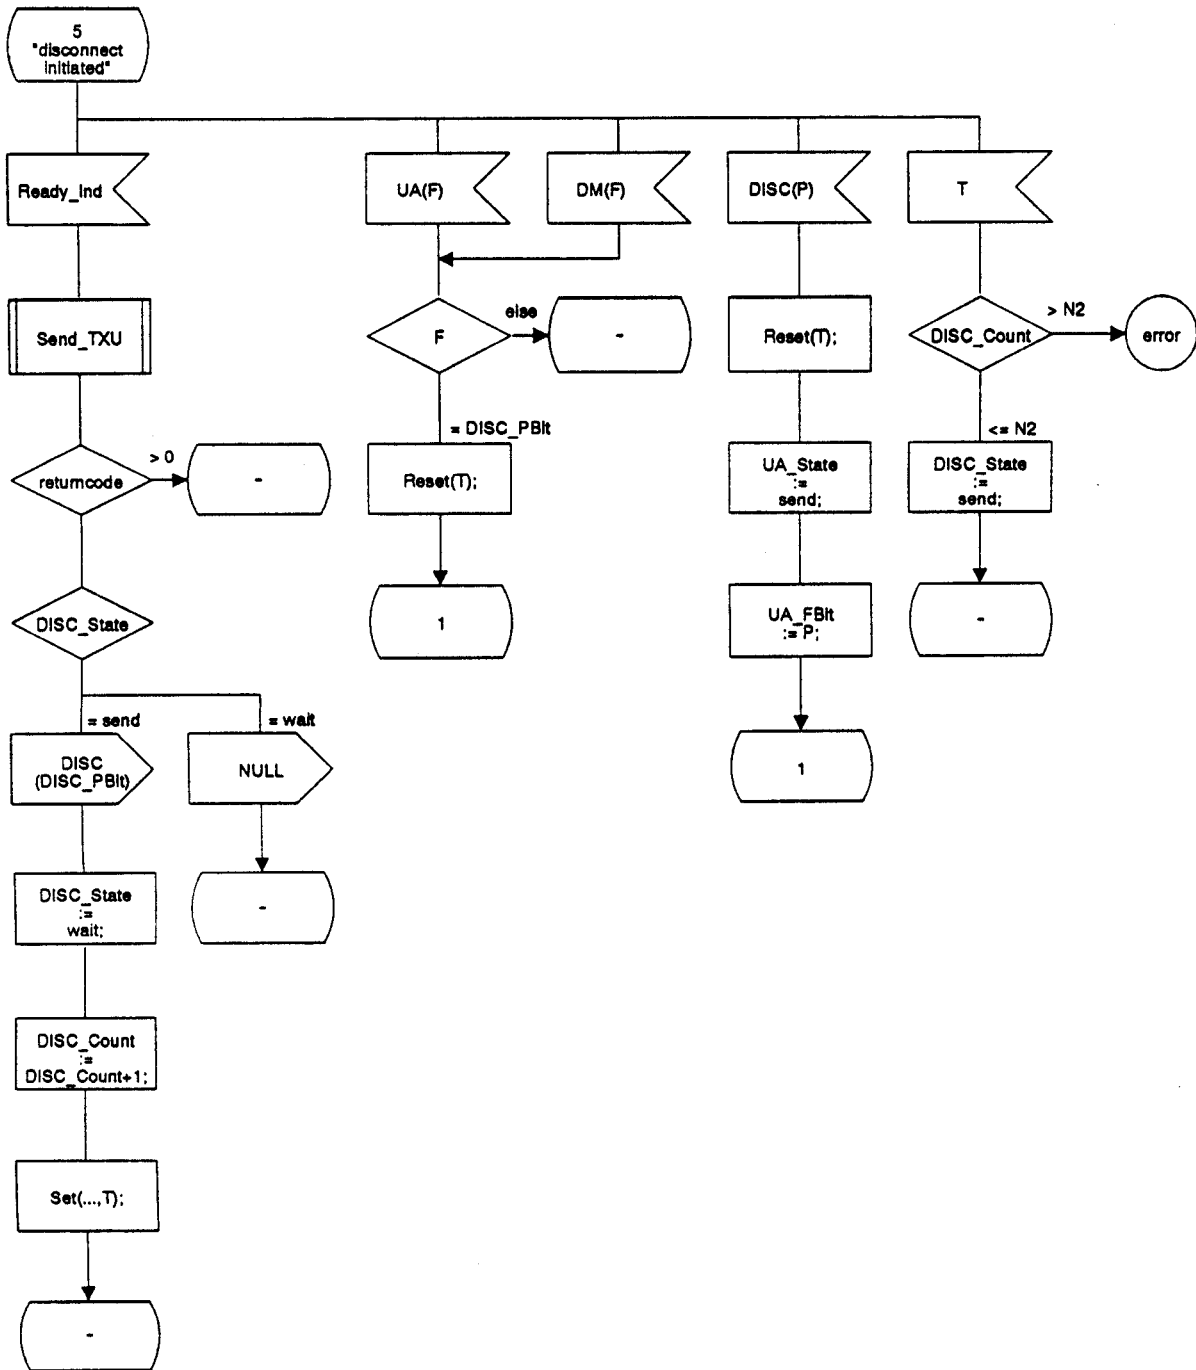 5
"disconnect
initiated"
Ready_Ind
UA(F)
DM(F)
DISC(P)
T
Send_TXU
F
else
-
Reset(T);
DISC_Count
> N2
error
returncode
> 0
-
= DISC_PBit
Reset(T);
UA_State
:=
send;
<= N2
DISC_State
:=
send;
DISC_State
1
UA_FBit
:= P;
-
= send
DISC
(DISC_PBit)
= wait
NULL
1
DISC_State
:=
wait;
-
DISC_Count
:=
DISC_Count+1;
Set(...,T);
-